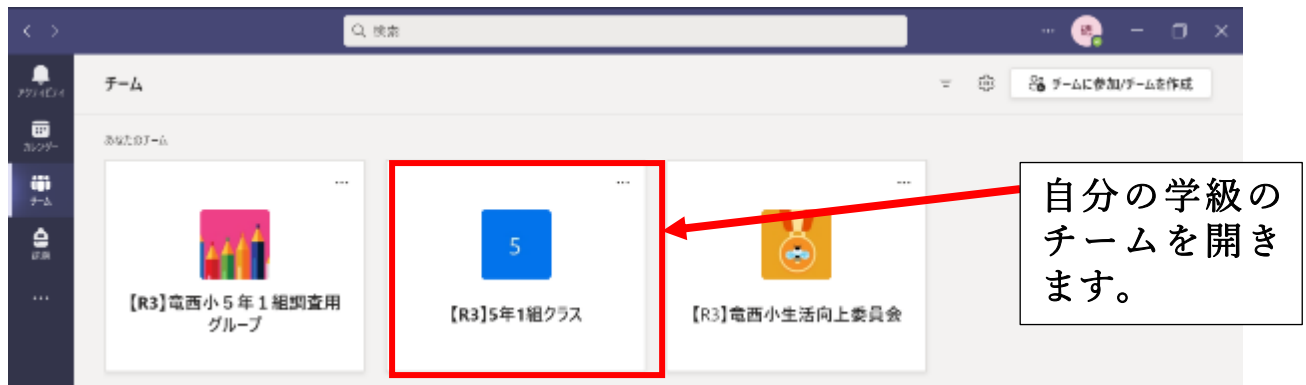 検索
アクティビティ
チーム
チームに参加/チームを作成
カレンダー
あなたのチーム
チーム
課題
5
【R3】竜西小５年１組調査用
グループ
【R3】5年1組クラス
【R3】竜西小生活向上委員会
自分の学級の
チームを開き
ます。